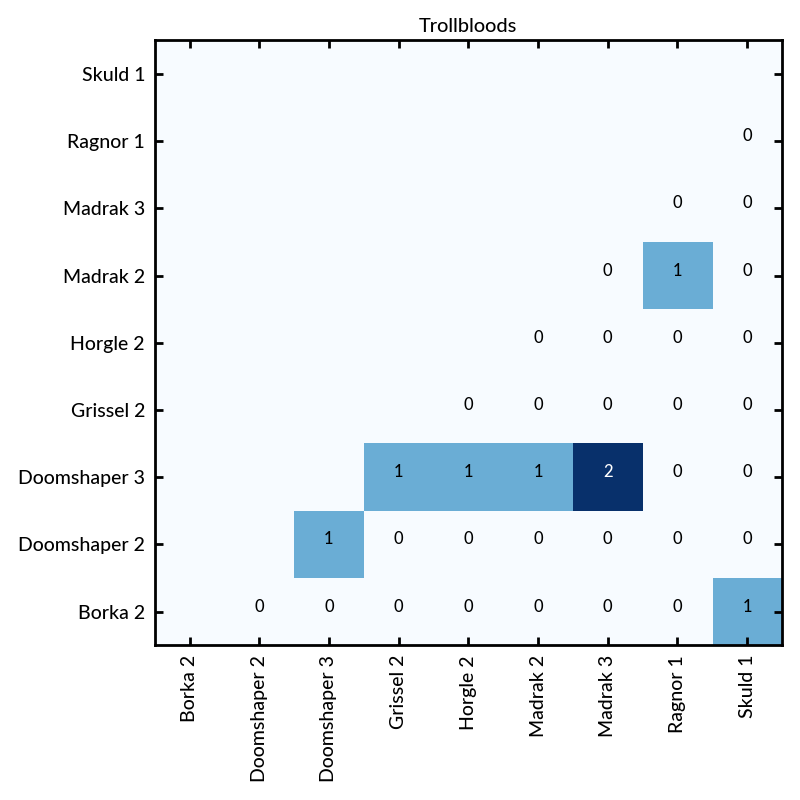 Trollbloods
Skuld 1
Ragnor 1 0
Madrak 3 0 0
Madrak 2 0 1 0
Horgle 2 0 0 0 0
Grissel 2 0 0 0 0 0
Doomshaper 3 1 1 1 2 0 0
Doomshaper 2 1 0 0 0 0 0 0
Borka 2 0 0 0 0 0 0 0 1
Borka 2
Doomshaper 2
Doomshaper 3
Grissel 2
Horgle 2
Madrak 2
Madrak 3
Ragnor 1
Skuld 1